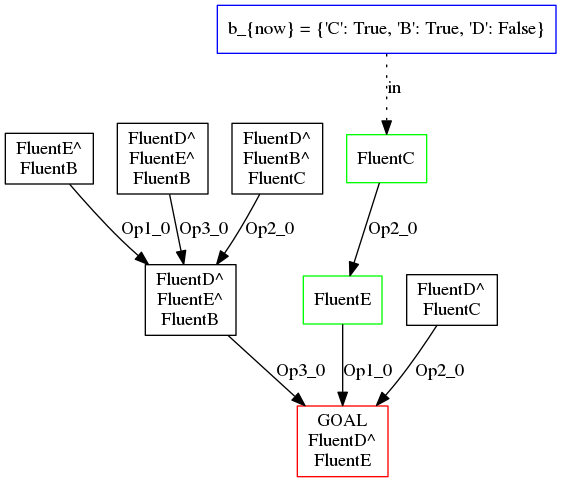 b_{now} = {'C': True, 'B': True, 'D': False}
in
FluentE^
FluentB
FluentD^
FluentE^
FluentB
FluentD^
FluentB^
FluentC
FluentC
Op1_0
Op3_0
Op2_0
Op2_0
FluentD^
FluentE^
FluentB
FluentE
FluentD^
FluentC
Op3_0
Op1_0
Op2_0
GOAL
FluentD^
FluentE